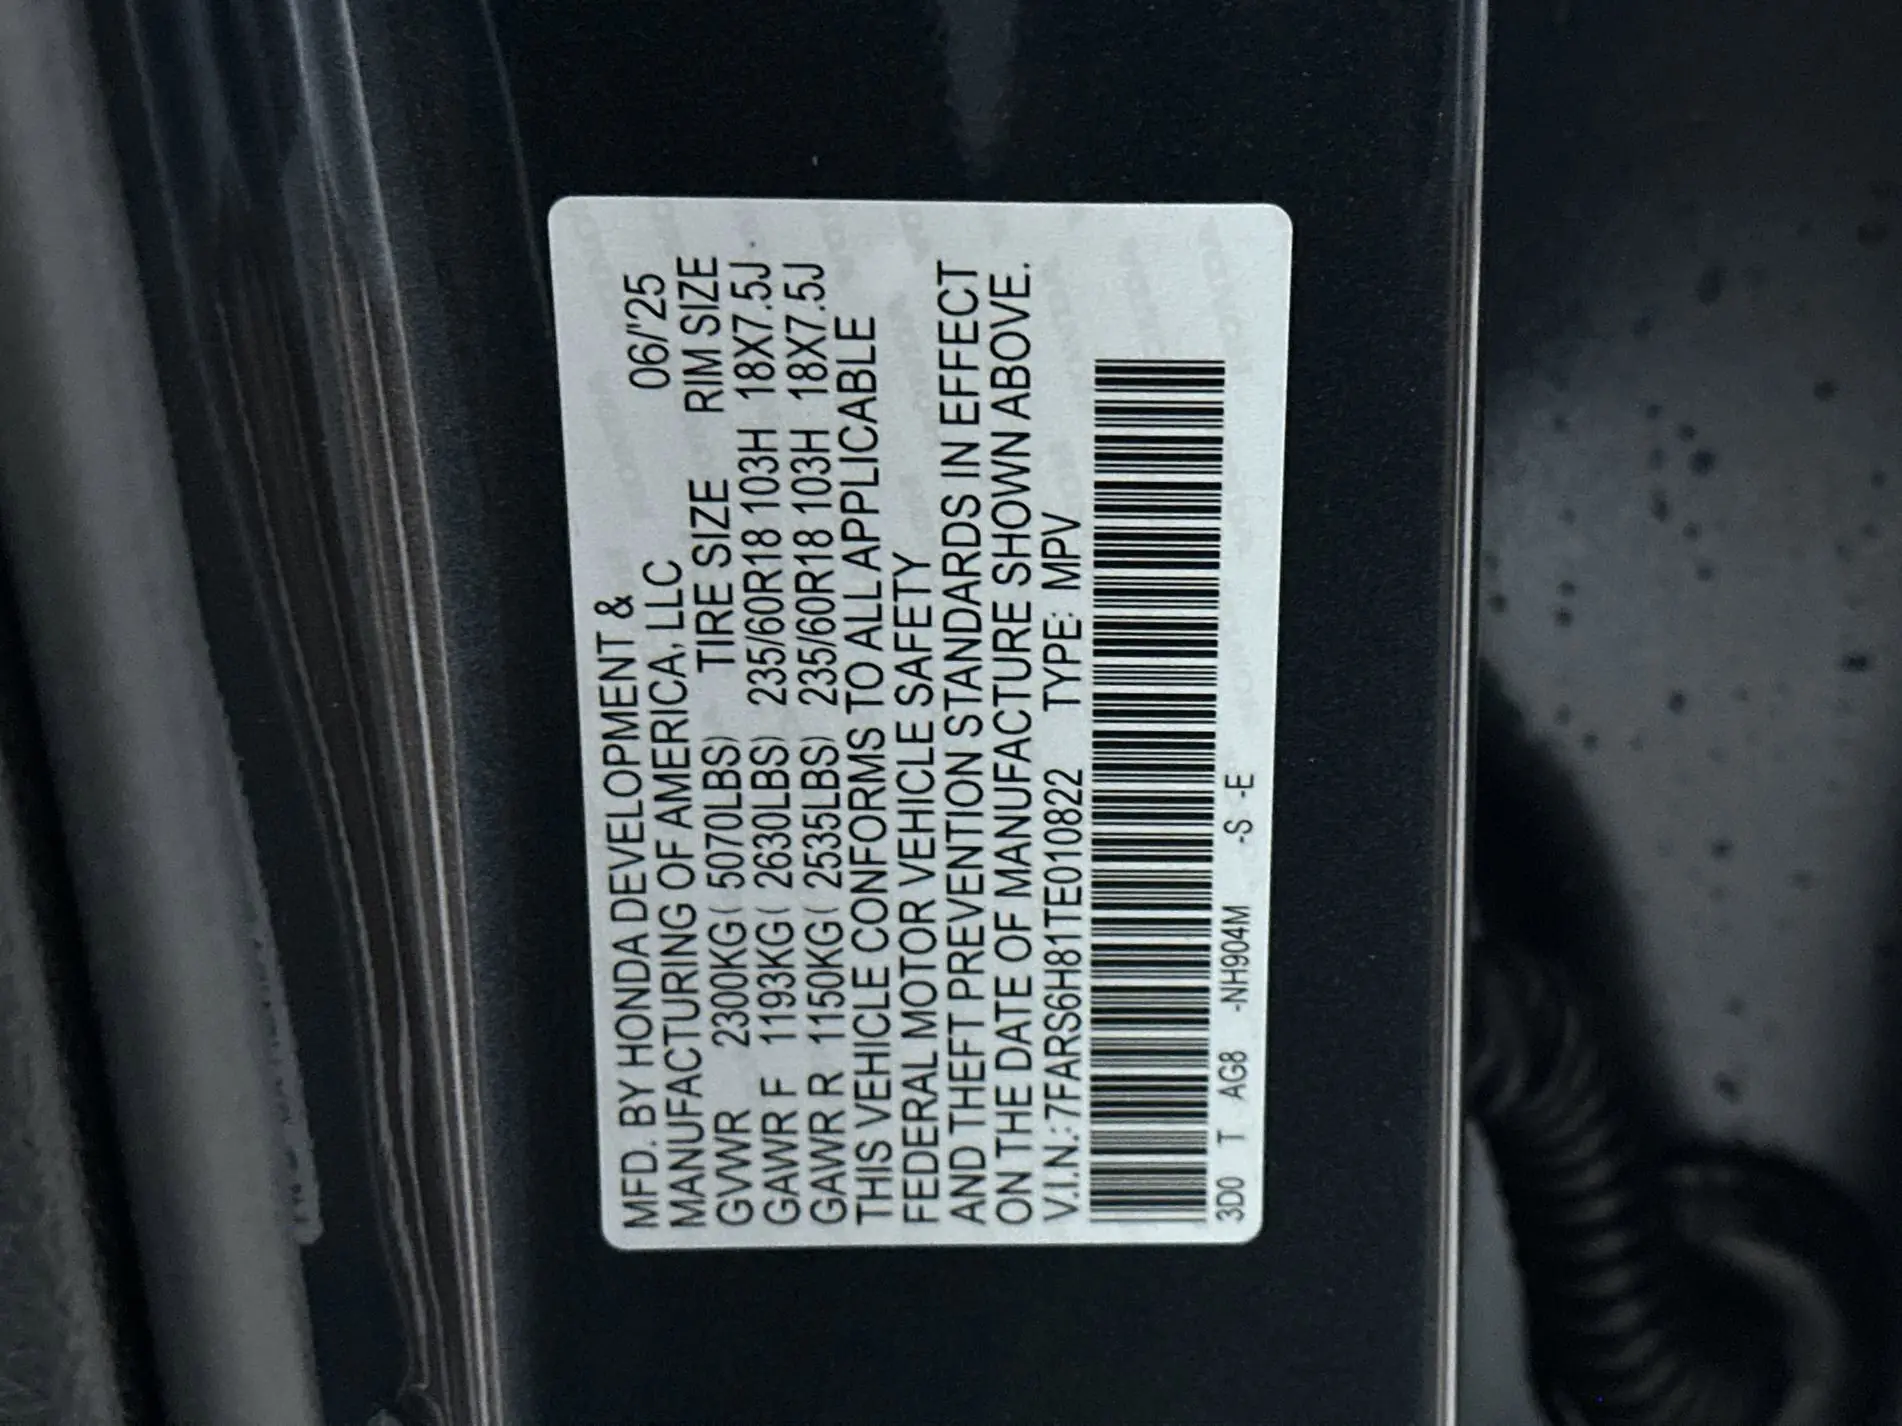 MFD. BY HONDA DEVELOPMENT &
MANUFACTURING OF AMERICA, LLC 06/'25
GVWR 2300KG( 5070LBS) TIRE SIZE RIM SIZE
GAWR F 1193KG( 2630LBS) 235/60R18 103H 18X7.5J
GAWR R 1150KG( 2535LBS) 235/60R18 103H 18X7.5J
THIS VEHICLE CONFORMS TO ALL APPLICABLE
FEDERAL MOTOR VEHICLE SAFETY
AND THEFT PREVENTION STANDARDS IN EFFECT
ON THE DATE OF MANUFACTURE SHOWN ABOVE.
V.I.N.:7FARS6H81TE010822 TYPE: MPV
3D0 T AG8 -NH904M -S -E